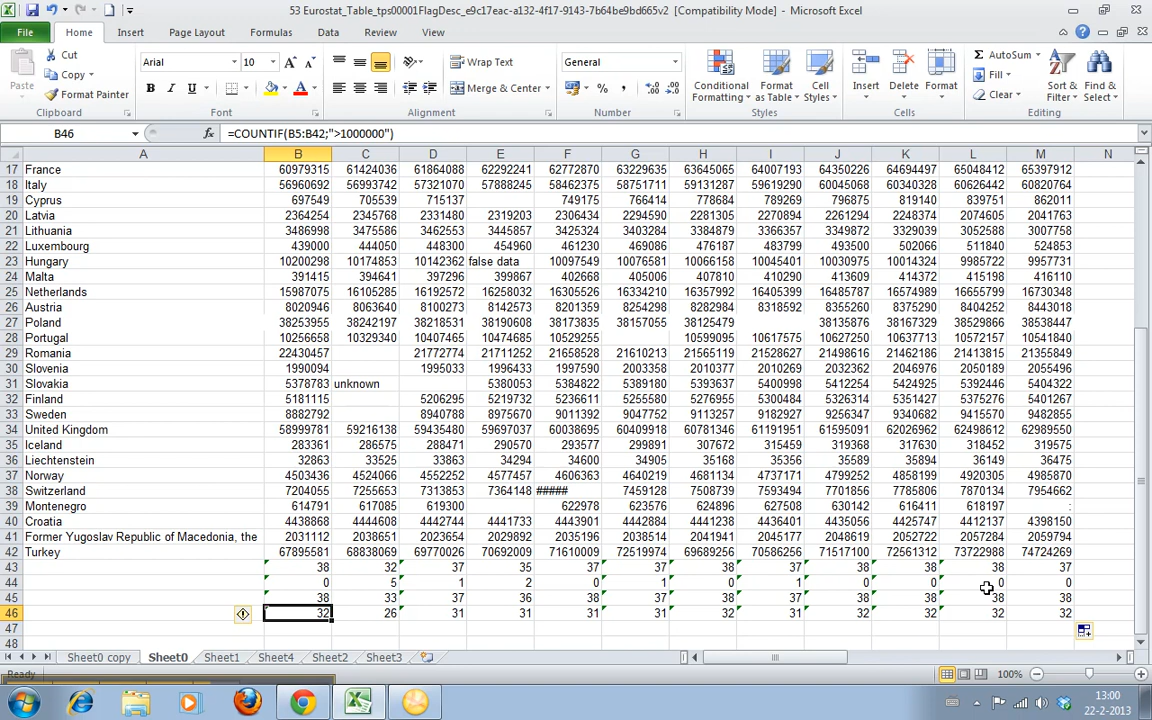 53 Eurostat_Table_tps00001FlagDesc_e9c17eac-a132-4f17-9143-7b64be9bd665v2 [Compatibility Mode] - Microsoft Excel
File Home Insert Page Layout Formulas Data Review View
Paste Cut Copy Format Painter Clipboard
Arial 10 B I U A Font
Wrap Text Merge & Center Alignment
General % , Number
Conditional Formatting Format as Table Cell Styles Styles
Insert Delete Format Cells
Σ AutoSum Fill Clear Sort & Filter Find & Select Editing
B46 fx =COUNTIF(B5:B42;">1000000")
A B C D E F G H I J K L M N
17 France 60979315 61424036 61864088 62292241 62772870 63229635 63645065 64007193 64350226 64694497 65048412 65397912
18 Italy 56960692 56993742 57321070 57888245 58462375 58751711 59131287 59619290 60045068 60340328 60626442 60820764
19 Cyprus 697549 705539 715137 749175 766414 778684 789269 796875 819140 839751 862011
20 Latvia 2364254 2345768 2331480 2319203 2306434 2294590 2281305 2270894 2261294 2248374 2074605 2041763
21 Lithuania 3486998 3475586 3462553 3445857 3425324 3403284 3384879 3366357 3349872 3329039 3052588 3007758
22 Luxembourg 439000 444050 448300 454960 461230 469086 476187 483799 493500 502066 511840 524853
23 Hungary 10200298 10174853 10142362 false data 10097549 10076581 10066158 10045401 10030975 10014324 9985722 9957731
24 Malta 391415 394641 397296 399867 402668 405006 407810 410290 413609 414372 415198 416110
25 Netherlands 15987075 16105285 16192572 16258032 16305526 16334210 16357992 16405399 16485787 16574989 16655799 16730348
26 Austria 8020946 8063640 8100273 8142573 8201359 8254298 8282984 8318592 8355260 8375290 8404252 8443018
27 Poland 38253955 38242197 38218531 38190608 38173835 38157055 38125479 38135876 38167329 38529866 38538447
28 Portugal 10256658 10329340 10407465 10474685 10529255 10599095 10617575 10627250 10637713 10572157 10541840
29 Romania 22430457 21772774 21711252 21658528 21610213 21565119 21528627 21498616 21462186 21413815 21355849
30 Slovenia 1990094 1995033 1996433 1997590 2003358 2010377 2010269 2032362 2046976 2050189 2055496
31 Slovakia 5378783 unknown 5380053 5384822 5389180 5393637 5400998 5412254 5424925 5392446 5404322
32 Finland 5181115 5206295 5219732 5236611 5255580 5276955 5300484 5326314 5351427 5375276 5401267
33 Sweden 8882792 8940788 8975670 9011392 9047752 9113257 9182927 9256347 9340682 9415570 9482855
34 United Kingdom 58999781 59216138 59435480 59697037 60038695 60409918 60781346 61191951 61595091 62026962 62498612 62989550
35 Iceland 283361 286575 288471 290570 293577 299891 307672 315459 319368 317630 318452 319575
36 Liechtenstein 32863 33525 33863 34294 34600 34905 35168 35356 35589 35894 36149 36475
37 Norway 4503436 4524066 4552252 4577457 4606363 4640219 4681134 4737171 4799252 4858199 4920305 4985870
38 Switzerland 7204055 7255653 7313853 7364148 ##### 7459128 7508739 7593494 7701856 7785806 7870134 7954662
39 Montenegro 614791 617085 619300 622978 623576 624896 627508 630142 616411 618197 :
40 Croatia 4438868 4444608 4442744 4441733 4443901 4442884 4441238 4436401 4435056 4425747 4412137 4398150
41 Former Yugoslav Republic of Macedonia, the 2031112 2038651 2023654 2029892 2035196 2038514 2041941 2045177 2048619 2052722 2057284 2059794
42 Turkey 67895581 68838069 69770026 70692009 71610009 72519974 69689256 70586256 71517100 72561312 73722988 74724269
43 38 32 37 35 37 37 38 37 38 38 38 37
44 0 5 1 2 0 1 0 1 0 0 0 0
45 38 33 37 36 38 37 38 37 38 38 38 38
46 32 26 31 31 31 31 32 31 32 32 32 32
47
48
Sheet0 copy Sheet0 Sheet1 Sheet4 Sheet2 Sheet3
Ready 100%
13:00
22-2-2013